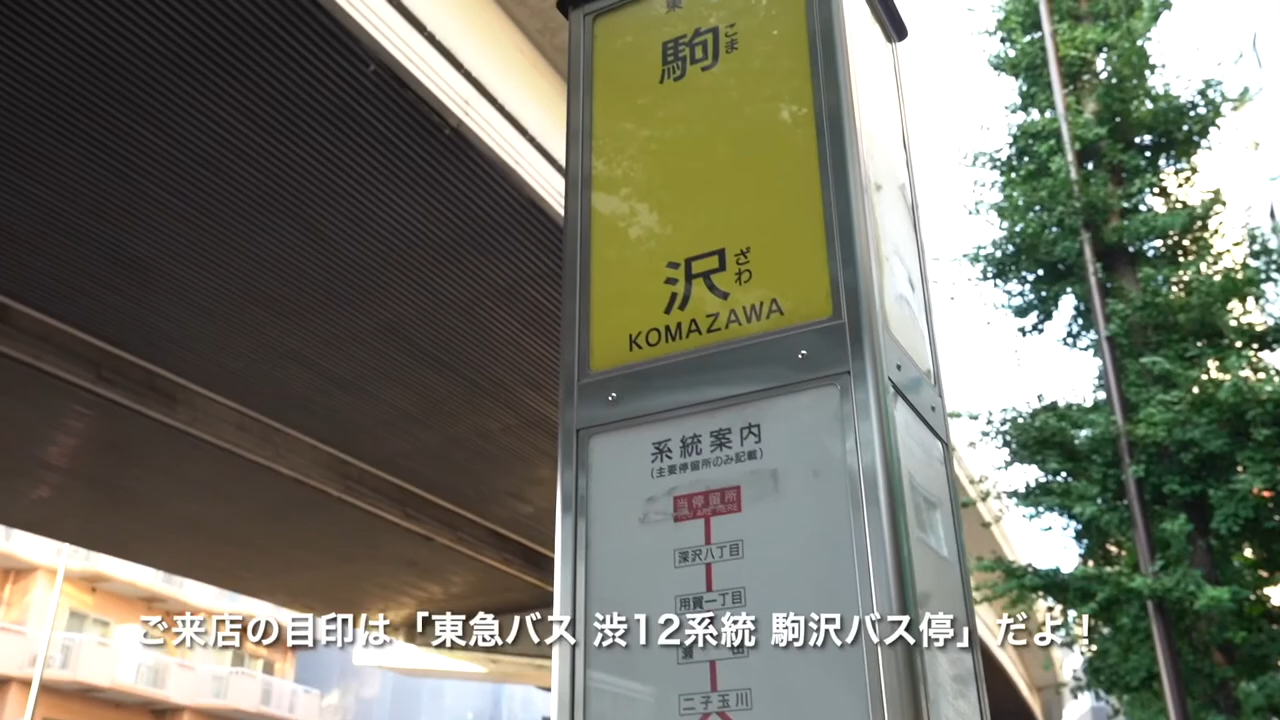 駒
こま
沢
ざわ
KOMAZAWA
系統案内
(主要停留所のみ記載)
当停留所
YOU ARE HERE
深沢八丁目
用賀一丁目
二子玉川
ご来店の目印は「東急バス 渋12系統 駒沢バス停」だよ！